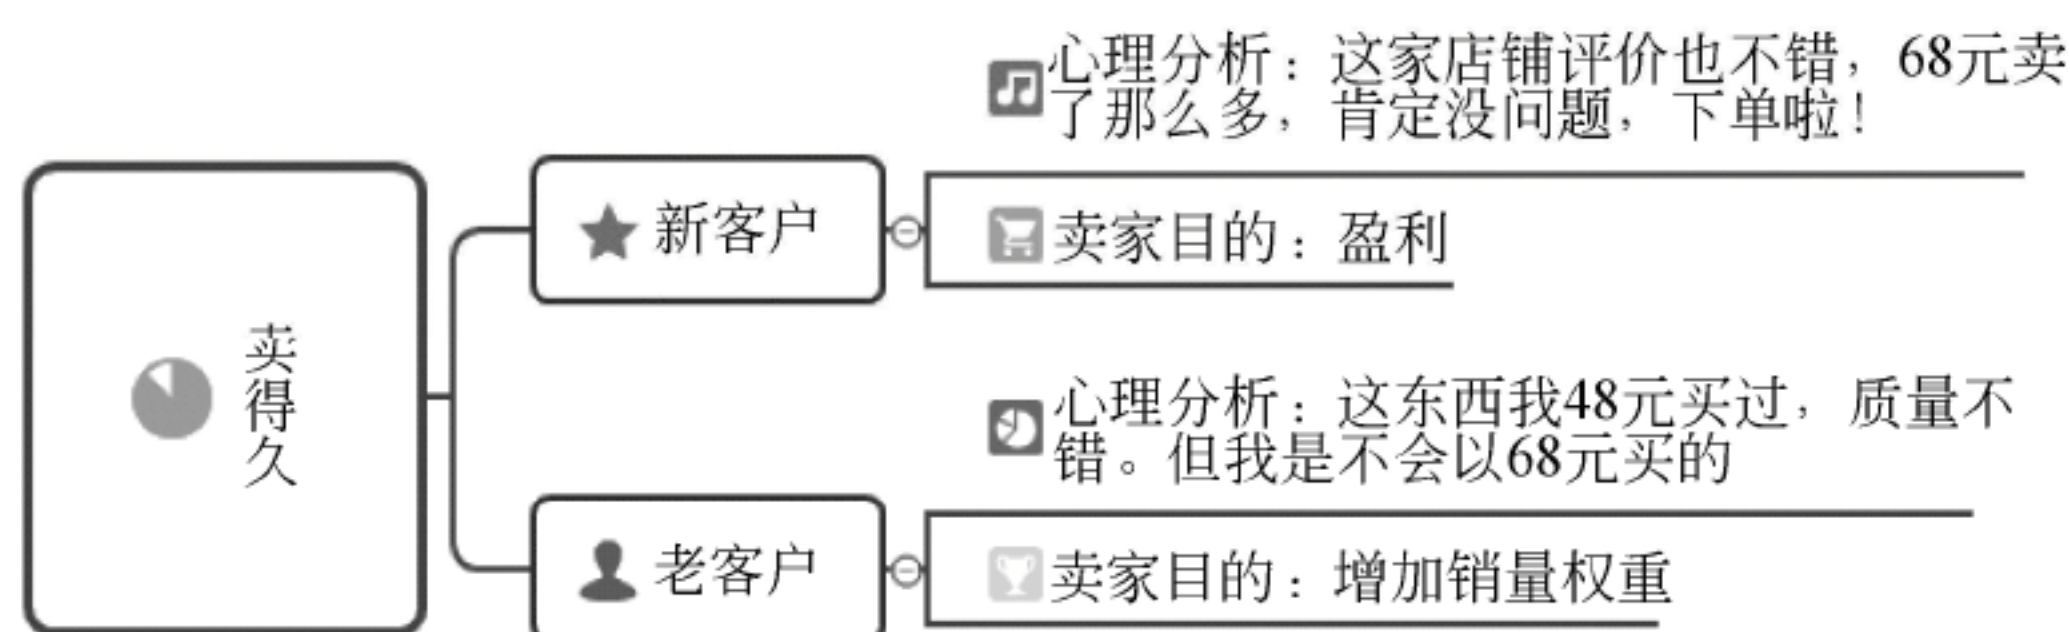 卖得久
新客户
心理分析：这家店铺评价也不错，68元卖
了那么多，肯定没问题，下单啦！
卖家目的：盈利
老客户
心理分析：这东西我48元买过，质量不
错。但我是不会以68元买的
卖家目的：增加销量权重